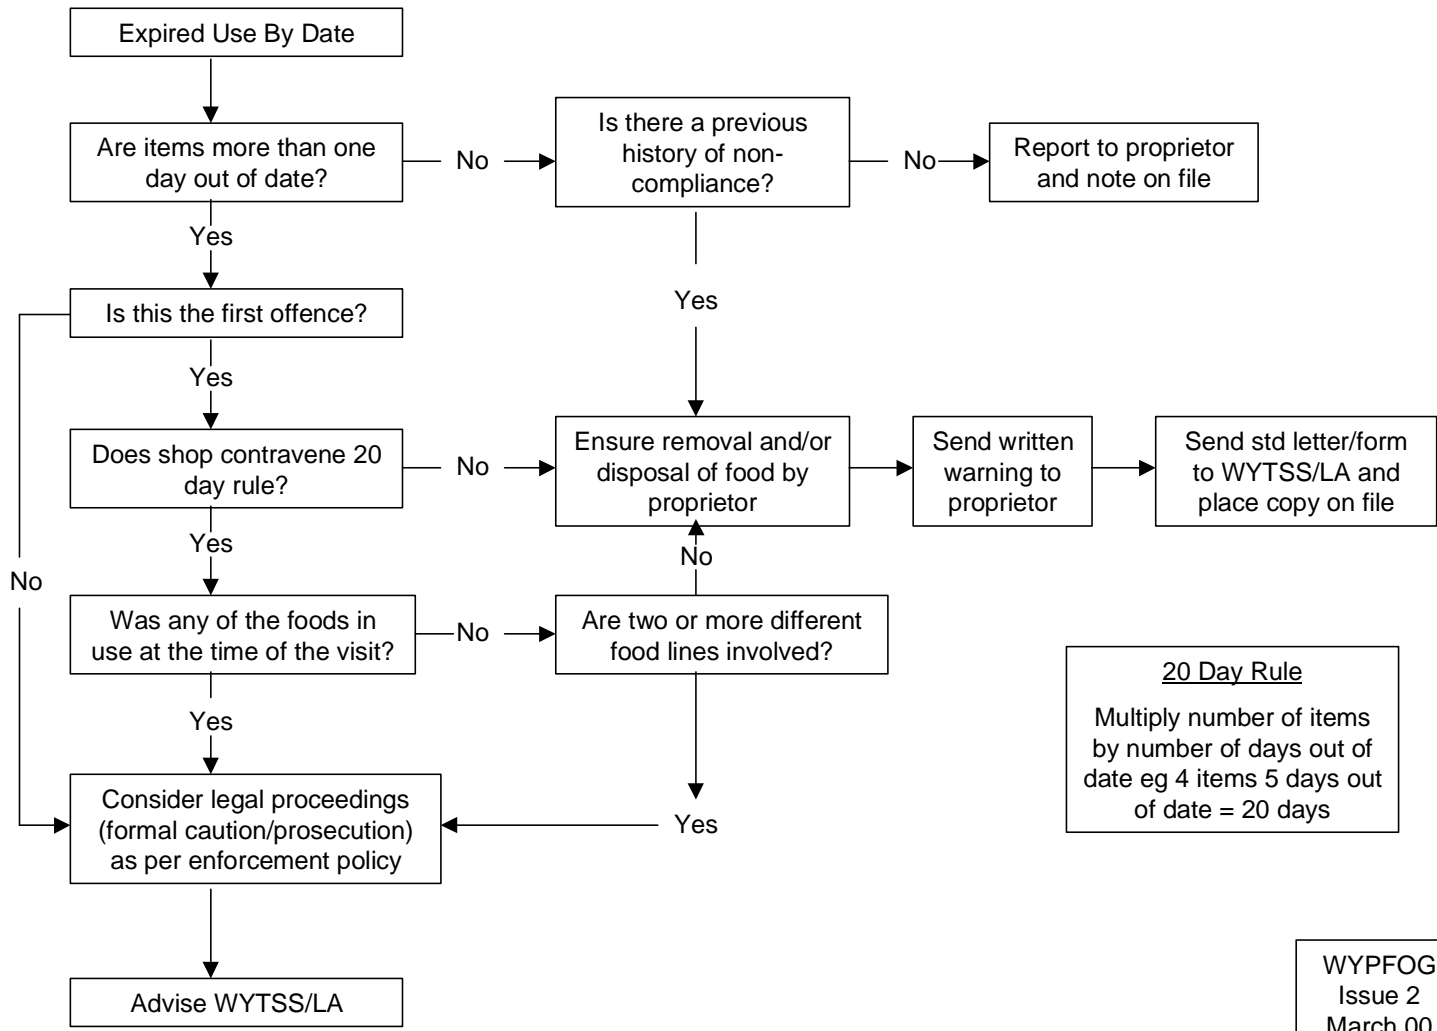 Expired Use By Date
Are items more than one
day out of date?
No
Is there a previous
history of non-
compliance?
No
Report to proprietor
and note on file
Yes
Is this the first offence?
Yes
Yes
Does shop contravene 20
day rule?
No
Ensure removal and/or
disposal of food by
proprietor
Send written
warning to
proprietor
Send std letter/form
to WYTSS/LA and
place copy on file
Yes
No
No
Was any of the foods in
use at the time of the visit?
No
Are two or more different
food lines involved?
20 Day Rule
Multiply number of items
by number of days out of
date eg 4 items 5 days out
of date = 20 days
Yes
Consider legal proceedings
(formal caution/prosecution)
as per enforcement policy
Yes
Advise WYTSS/LA
WYPFOG
Issue 2
March 00